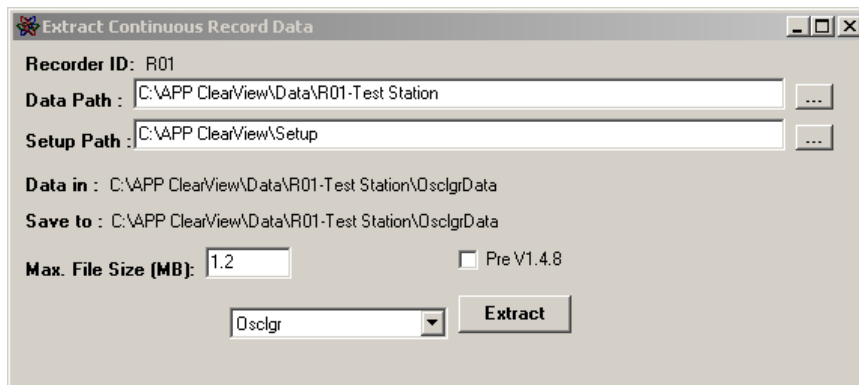 Extract Continuous Record Data
Recorder ID: R01
Data Path : C:\APP ClearView\Data\R01-Test Station ...
Setup Path : C:\APP ClearView\Setup ...
Data in : C:\APP ClearView\Data\R01-Test Station\OsclgrData
Save to : C:\APP ClearView\Data\R01-Test Station\OsclgrData
Max. File Size (MB): 1.2 Pre V1.4.8
Osclgr Extract